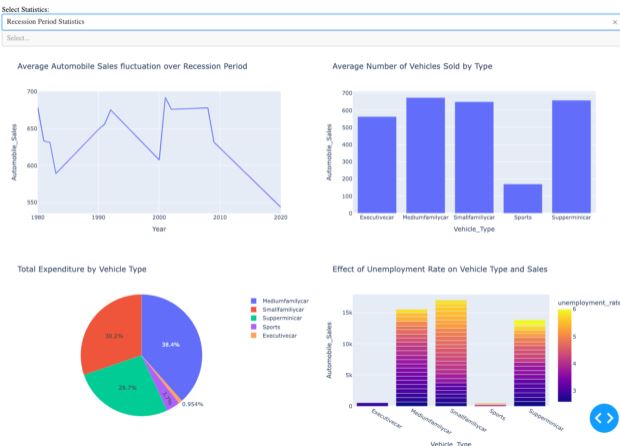 Select Statistics:
Recession Period Statistics ×
Select...
Average Automobile Sales fluctuation over Recession Period
700
650
600
550
Automobile_Sales
1980 1990 2000 2010 2020
Year
Average Number of Vehicles Sold by Type
700
600
500
400
300
200
100
0
Automobile_Sales
Executivecar Mediumfamilycar Smallfamiliycar Sports Supperminicar
Vehicle_Type
Total Expenditure by Vehicle Type
38.4%
30.2%
26.7%
0.954%
Mediumfamilycar
Smallfamiliycar
Supperminicar
Sports
Executivecar
Effect of Unemployment Rate on Vehicle Type and Sales
15k
10k
5k
0
Automobile_Sales
Executivecar Mediumfamilycar Smallfamiliycar Sports Supperminicar
Vehicle_Type
unemployment_rate
6
5
4
3